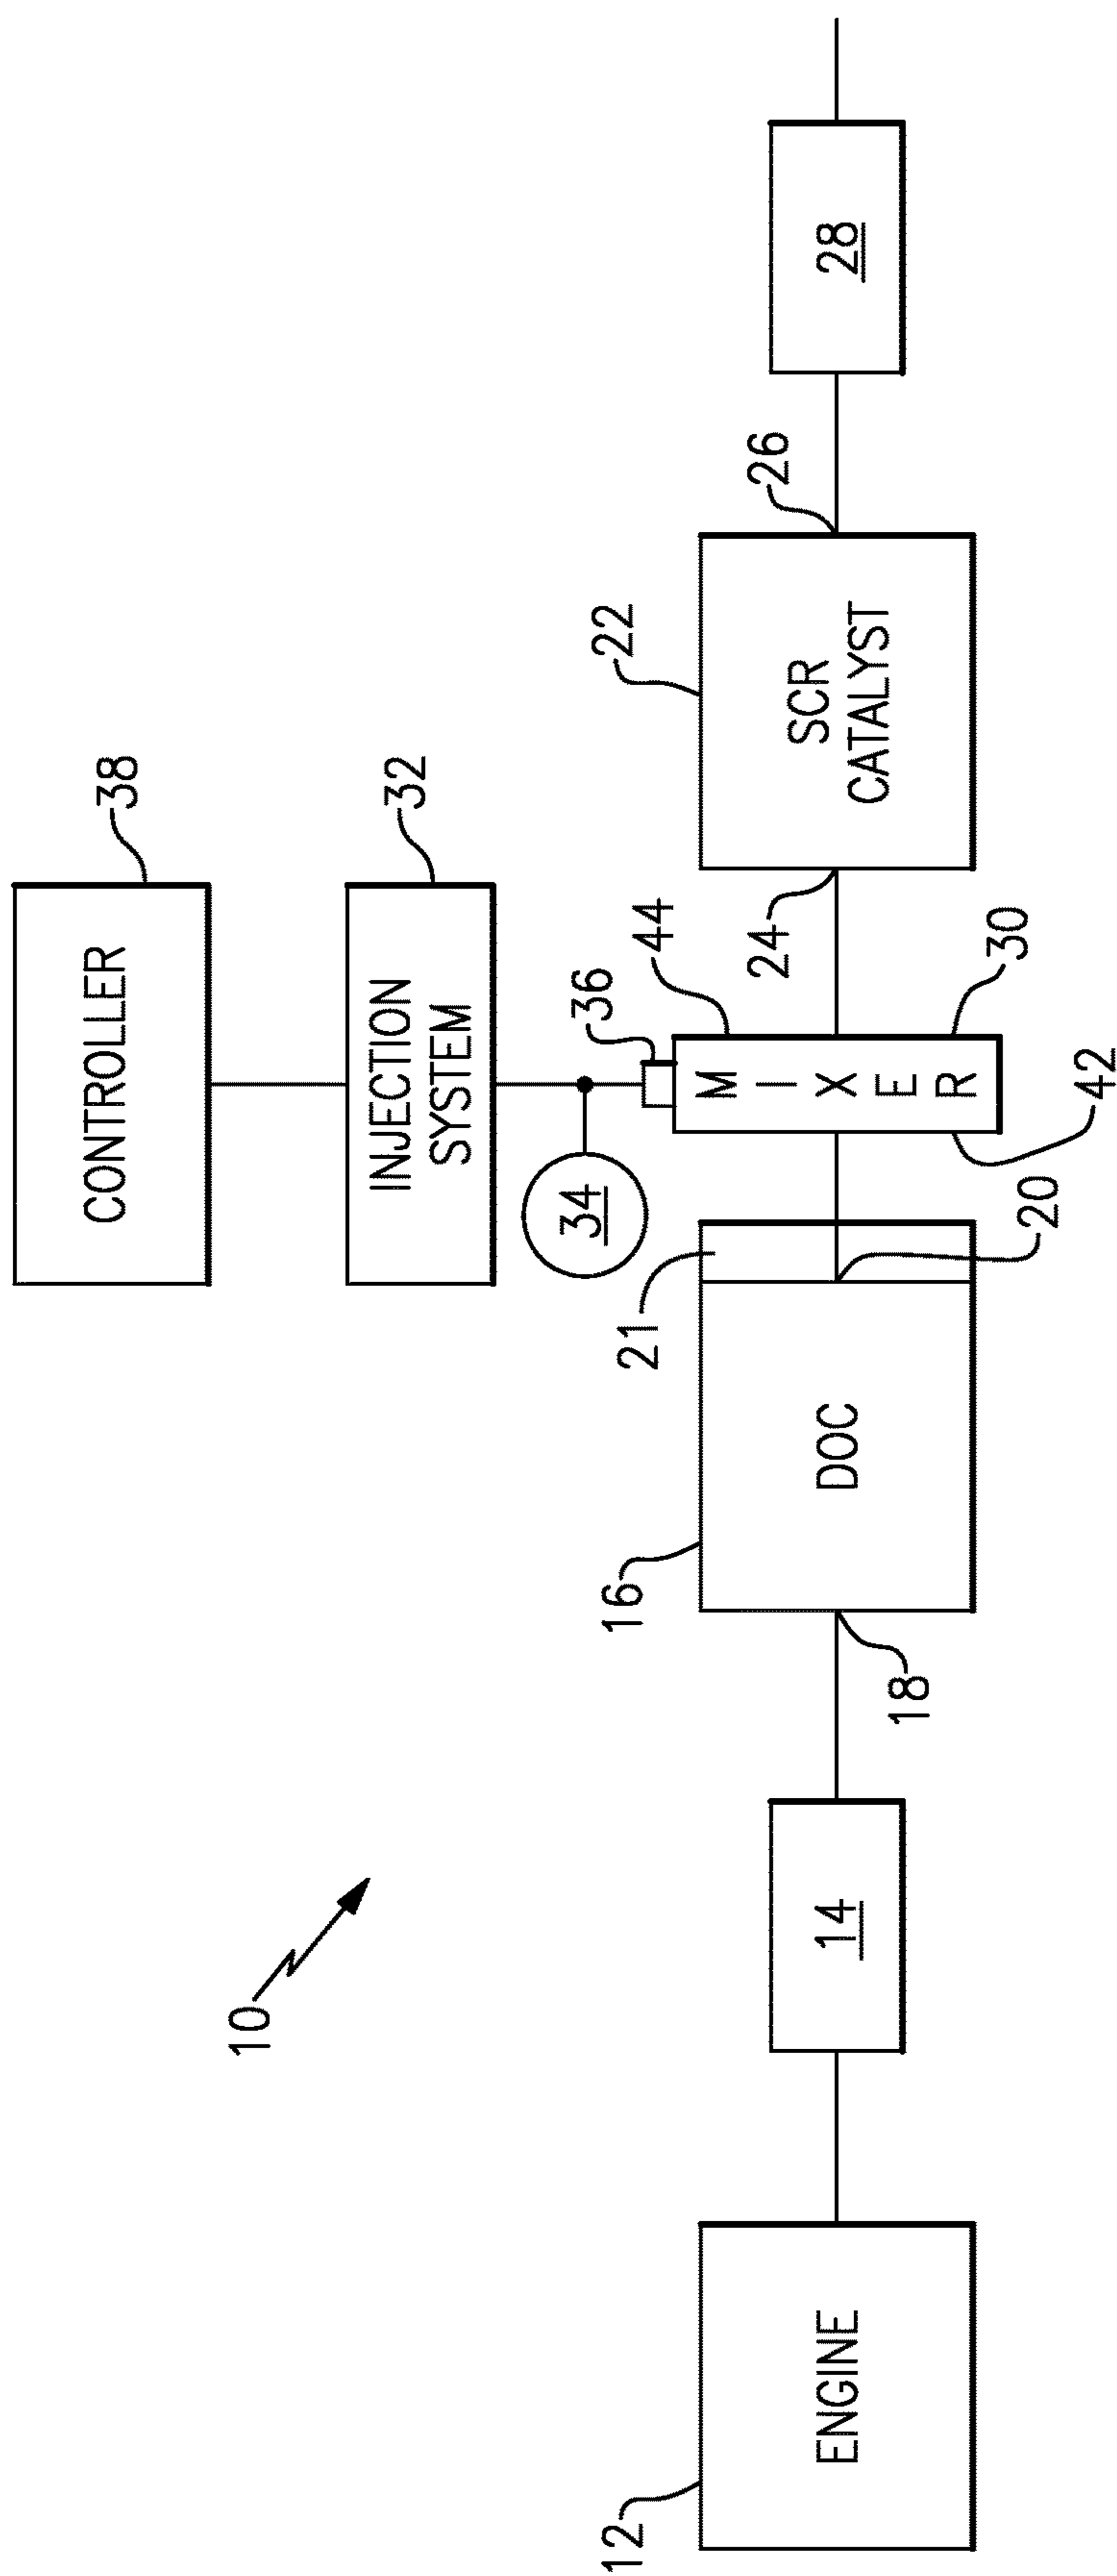 CONTROLLER
38
INJECTION
SYSTEM
32
34
36
44
10
12
ENGINE
14
16
DOC
18
21
20
MIXER
42
30
24
22
SCR
CATALYST
26
28